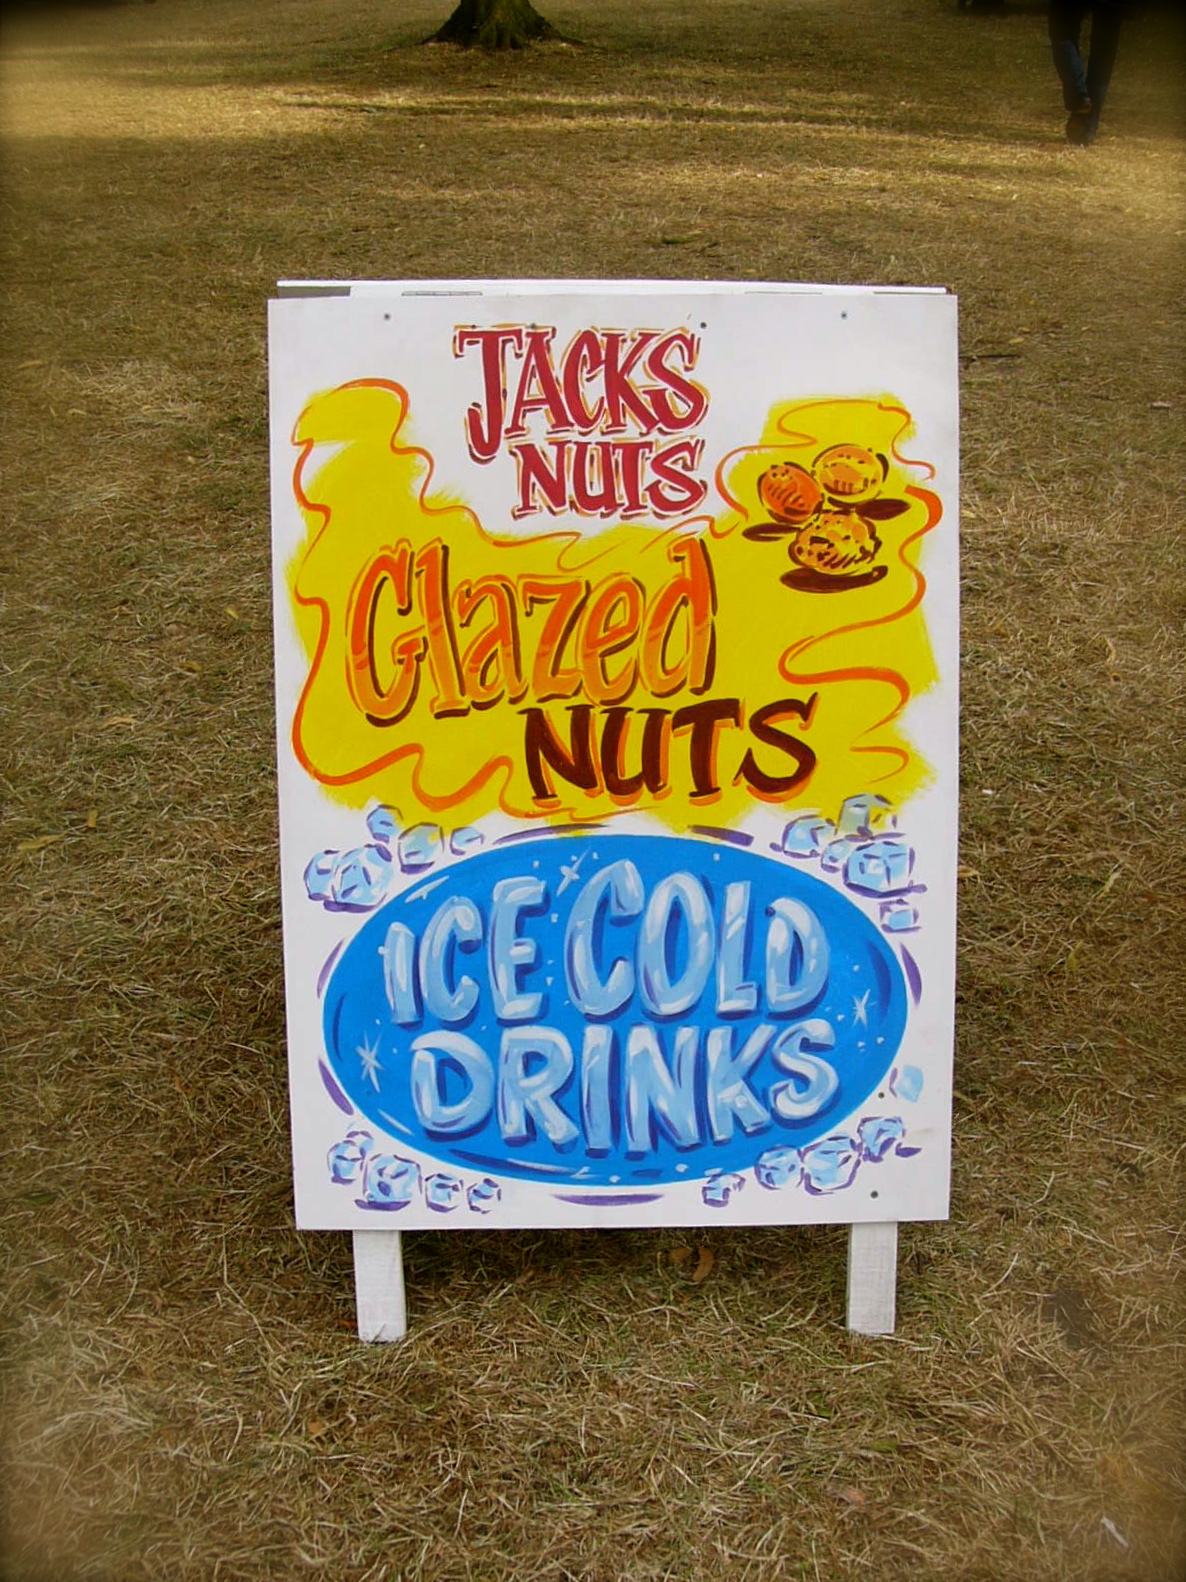 JACKS
NUTS
Glazed
NUTS
ICE COLD
DRINKS